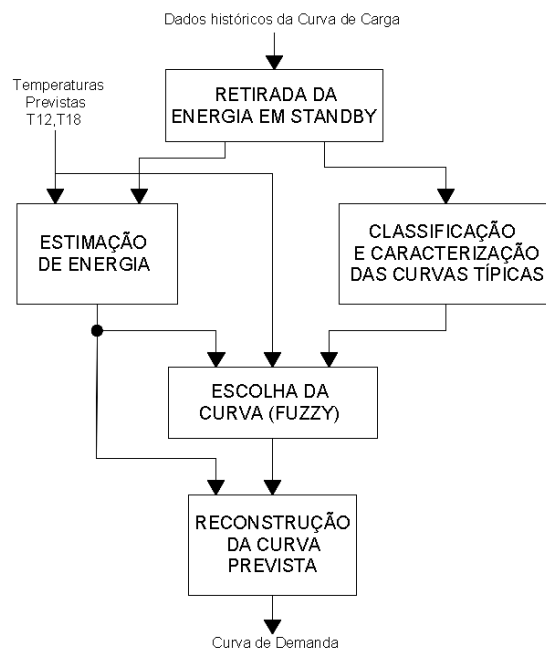 Dados históricos da Curva de Carga
Temperaturas
Previstas
T12,T18
RETIRADA DA
ENERGIA EM STANDBY
ESTIMAÇÃO
DE ENERGIA
CLASSIFICAÇÃO
E CARACTERIZAÇÃO
DAS CURVAS TÍPICAS
ESCOLHA DA
CURVA (FUZZY)
RECONSTRUÇÃO
DA CURVA
PREVISTA
Curva de Demanda